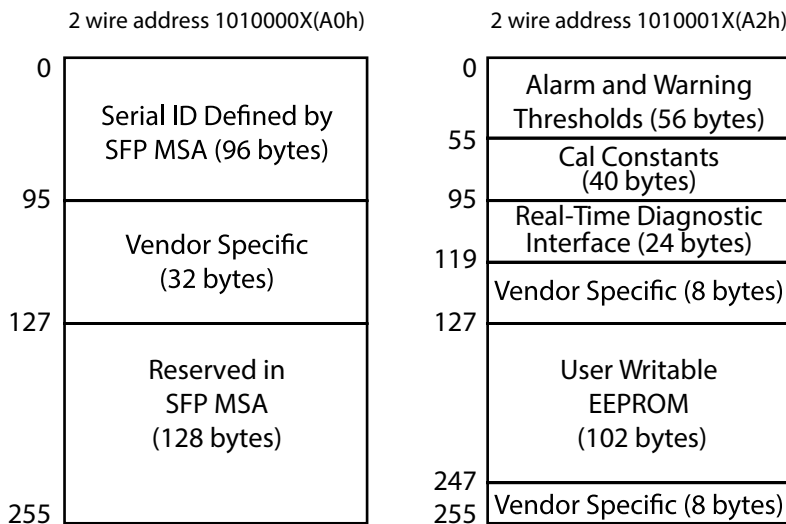 2 wire address 1010000X(A0h)
0
Serial ID Defined by
SFP MSA (96 bytes)
95
Vendor Specific
(32 bytes)
127
Reserved in
SFP MSA
(128 bytes)
255
2 wire address 1010001X(A2h)
0
Alarm and Warning
Thresholds (56 bytes)
55
Cal Constants
(40 bytes)
95
Real-Time Diagnostic
Interface (24 bytes)
119
Vendor Specific (8 bytes)
127
User Writable
EEPROM
(102 bytes)
247
Vendor Specific (8 bytes)
255